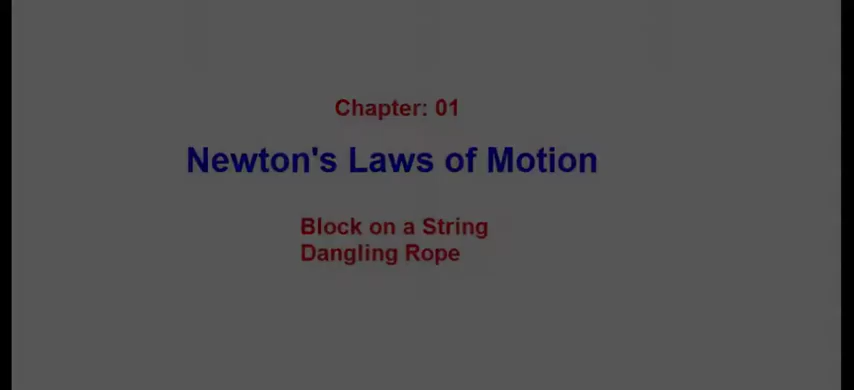 Chapter: 01
Newton's Laws of Motion
Block on a String
Dangling Rope